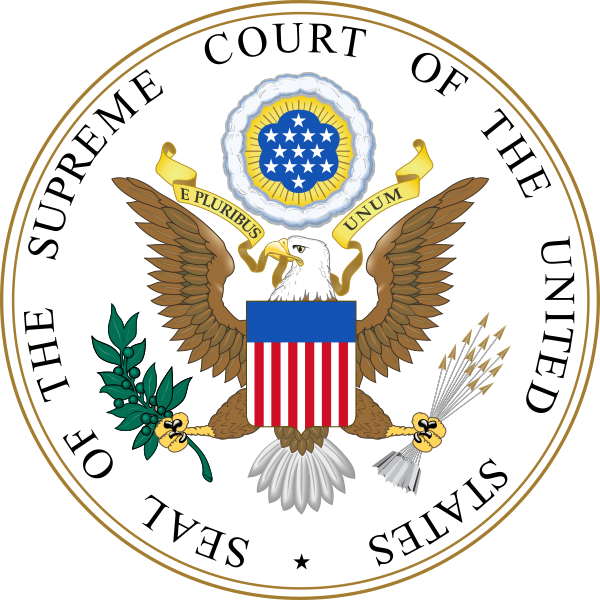 SEAL OF THE SUPREME COURT OF THE UNITED STATES
E PLURIBUS UNUM